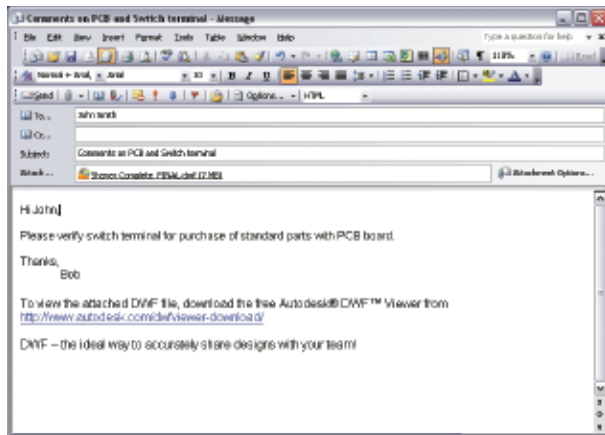 Comments on PCB and Switch terminal - Message
File Edit View Insert Format Tools Table Window Help
Type a question for help
Normal + Arial, Arial 10 B I U
Send Options... HTML
To... John Smith
Cc...
Subject: Comments on PCB and Switch terminal
Attach... Attachment Options...
Hi John,
Please verify switch terminal for purchase of standard parts with PCB board.
Thanks,
Bob
To view the attached DWF file, download the free Autodesk® DWF™ Viewer from
http://www.autodesk.com/dwfviewer-download/
DWF – the ideal way to accurately share designs with your team!